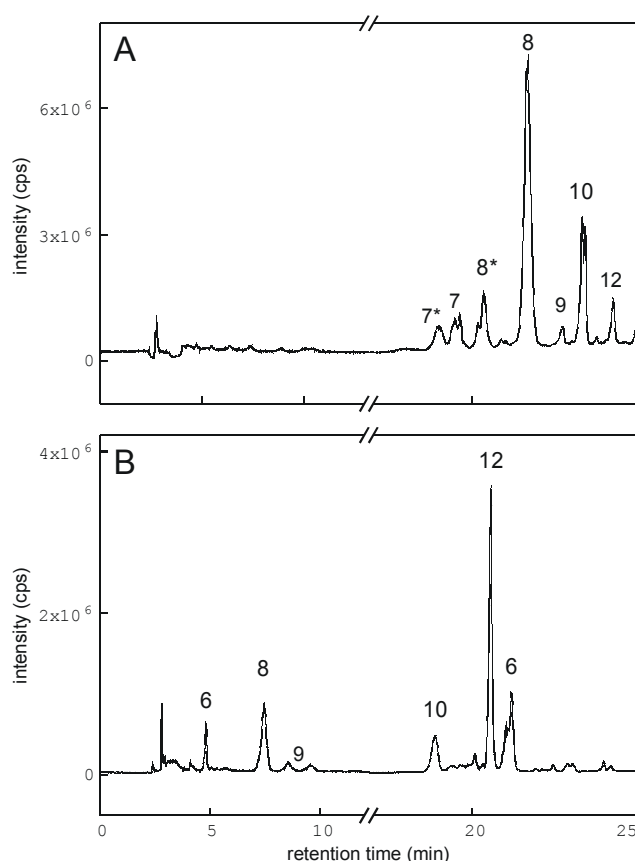 A
8
6x10⁶
intensity (cps)
3x10⁶
10
8*
7*
7
9
12
0
B
4x10⁶
12
intensity (cps)
2x10⁶
6
8
9
10
6
0
0
5
10
20
25
retention time (min)